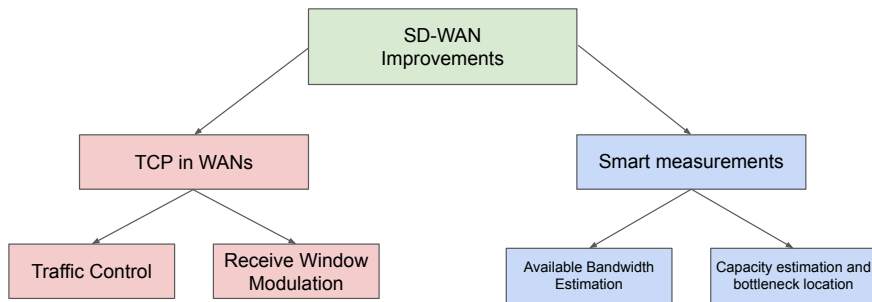 SD-WAN
Improvements
TCP in WANs
Smart measurements
Traffic Control
Receive Window
Modulation
Available Bandwidth
Estimation
Capacity estimation and
bottleneck location